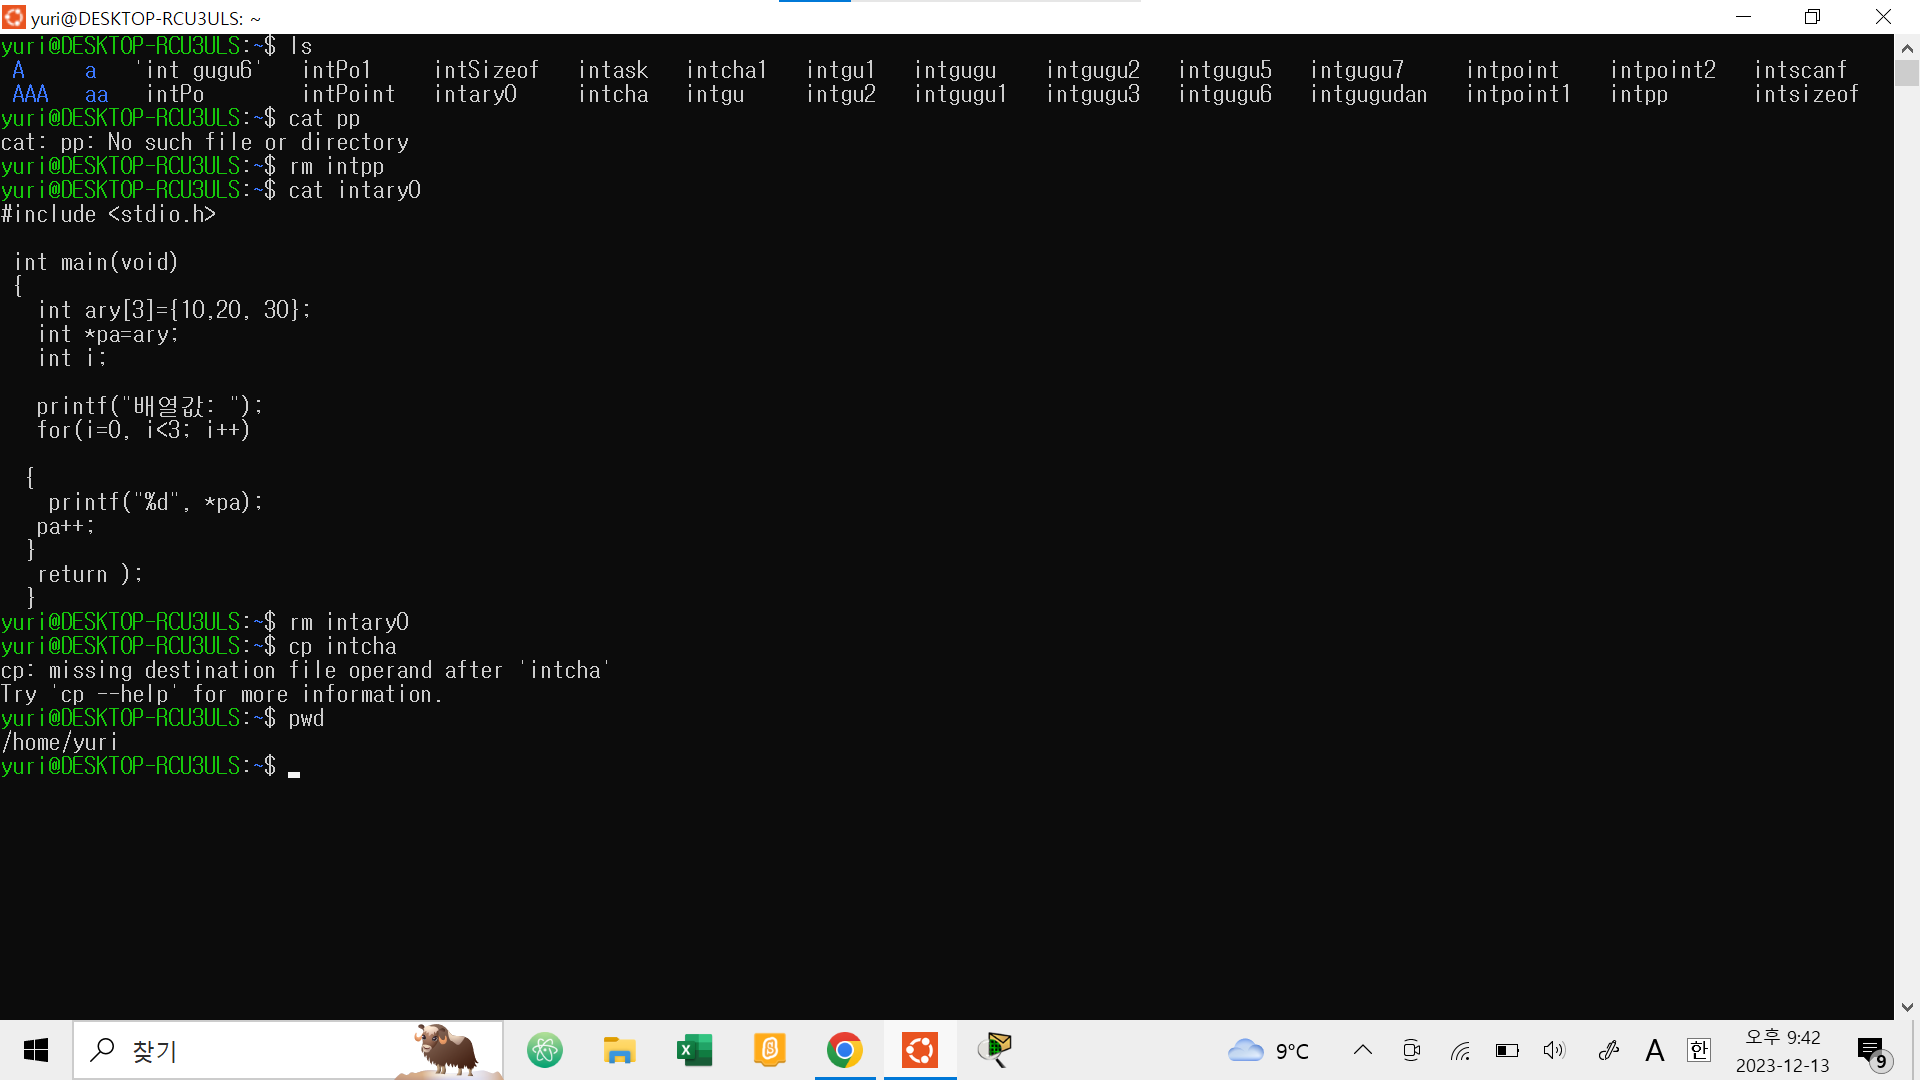 yuri@DESKTOP-RCU3ULS: ~
yuri@DESKTOP-RCU3ULS:~$ ls
A a 'int gugu6' intPo1 intSizeof intask intcha1 intgu1 intgugu intgugu2 intgugu5 intgugu7 intpoint intpoint2 intscanf
AAA aa intPo intPoint intary0 intcha intgu intgu2 intgugu1 intgugu3 intgugu6 intgugudan intpoint1 intpp intsizeof
yuri@DESKTOP-RCU3ULS:~$ cat pp
cat: pp: No such file or directory
yuri@DESKTOP-RCU3ULS:~$ rm intpp
yuri@DESKTOP-RCU3ULS:~$ cat intary0
#include <stdio.h>
int main(void)
{
int ary[3]={10,20, 30};
int *pa=ary;
int i;
printf("배열값: ");
for(i=0, i<3; i++)
{
printf("%d", *pa);
pa++;
}
return );
}
yuri@DESKTOP-RCU3ULS:~$ rm intary0
yuri@DESKTOP-RCU3ULS:~$ cp intcha
cp: missing destination file operand after 'intcha'
Try 'cp --help' for more information.
yuri@DESKTOP-RCU3ULS:~$ pwd
/home/yuri
yuri@DESKTOP-RCU3ULS:~$
찾기
9°C
A
한
오후 9:42
2023-12-13
9